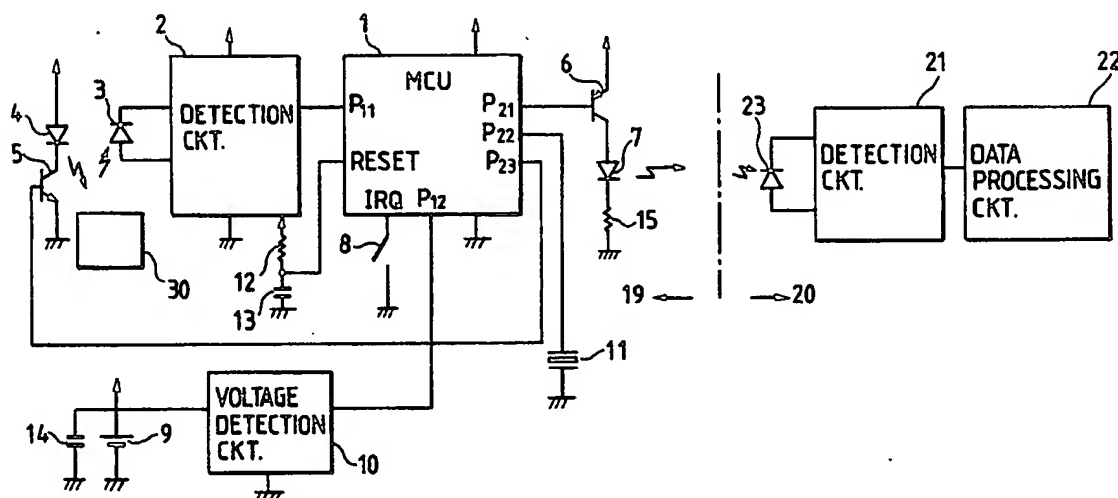 2
1
6
21
22
MCU
3
4
5
DETECTION
CKT.
P11
RESET
IRQ P12
P21
P22
P23
7
23
DETECTION
CKT.
DATA
PROCESSING
CKT.
12
13
8
15
30
19
20
11
VOLTAGE
DETECTION
CKT.
14
9
10